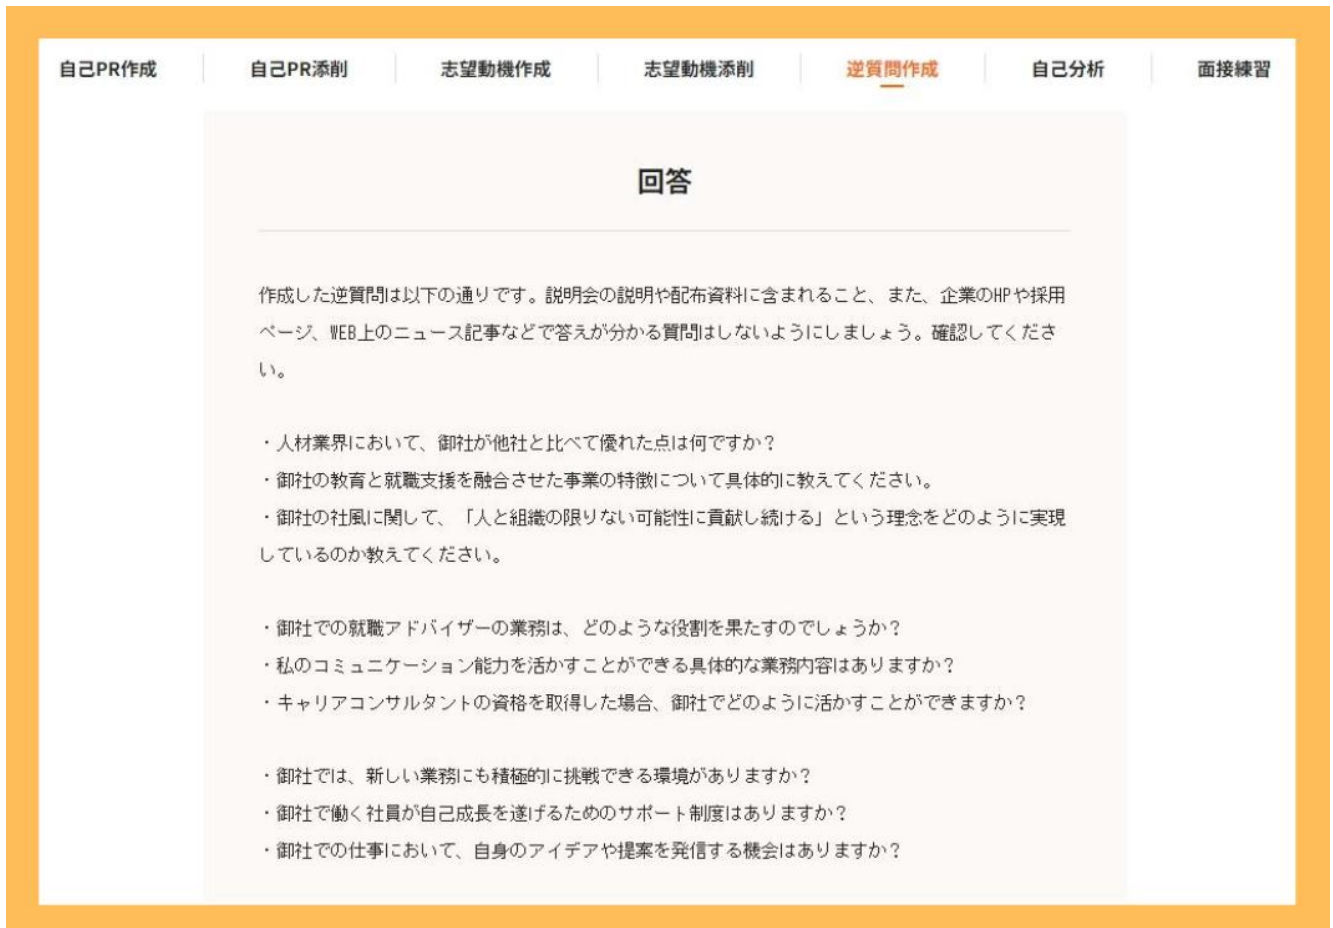 自己PR作成 自己PR添削 志望動機作成 志望動機添削 逆質問作成 自己分析 面接練習
回答
作成した逆質問は以下の通りです。説明会の説明や配布資料に含まれること、また、企業のHPや採用
ページ、WEB上のニュース記事などで答えが分かる質問はしないようにしましょう。確認してくださ
い。
・人材業界において、御社が他社と比べて優れた点は何ですか？
・御社の教育と就職支援を融合させた事業の特徴について具体的に教えてください。
・御社の社風に関して、「人と組織の限りない可能性に貢献し続ける」という理念をどのように実現
しているのか教えてください。
・御社での就職アドバイザーの業務は、どのような役割を果たすのでしょうか？
・私のコミュニケーション能力を活かすことができる具体的な業務内容はありますか？
・キャリアコンサルタントの資格を取得した場合、御社でどのように活かすことができますか？
・御社では、新しい業務にも積極的に挑戦できる環境がありますか？
・御社で働く社員が自己成長を遂げるためのサポート制度はありますか？
・御社での仕事において、自身のアイデアや提案を発信する機会はありますか？